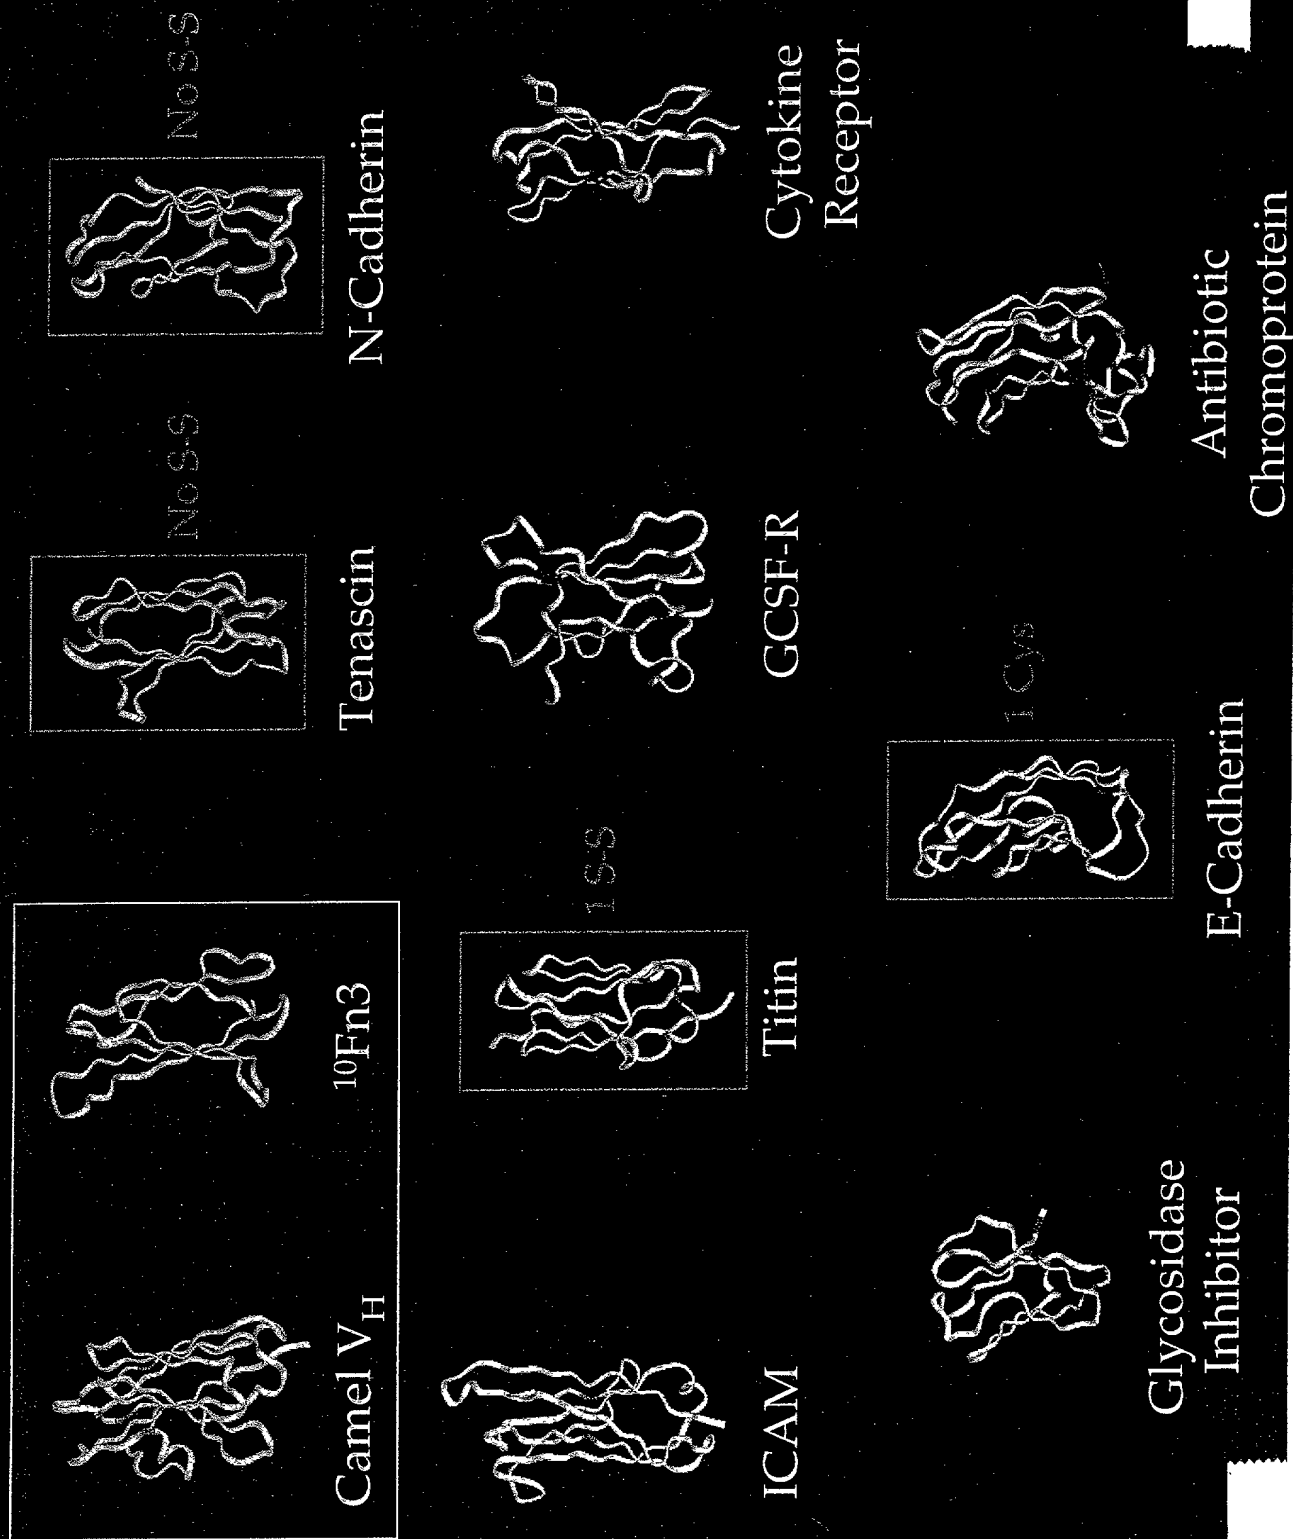 Camel V_H
¹⁰Fn3
Tenascin
No S-S
N-Cadherin
No S-S
ICAM
Titin
1 S-S
GCSF-R
Cytokine
Receptor
Glycosidase
Inhibitor
E-Cadherin
1 Cys
Antibiotic
Chromoprotein